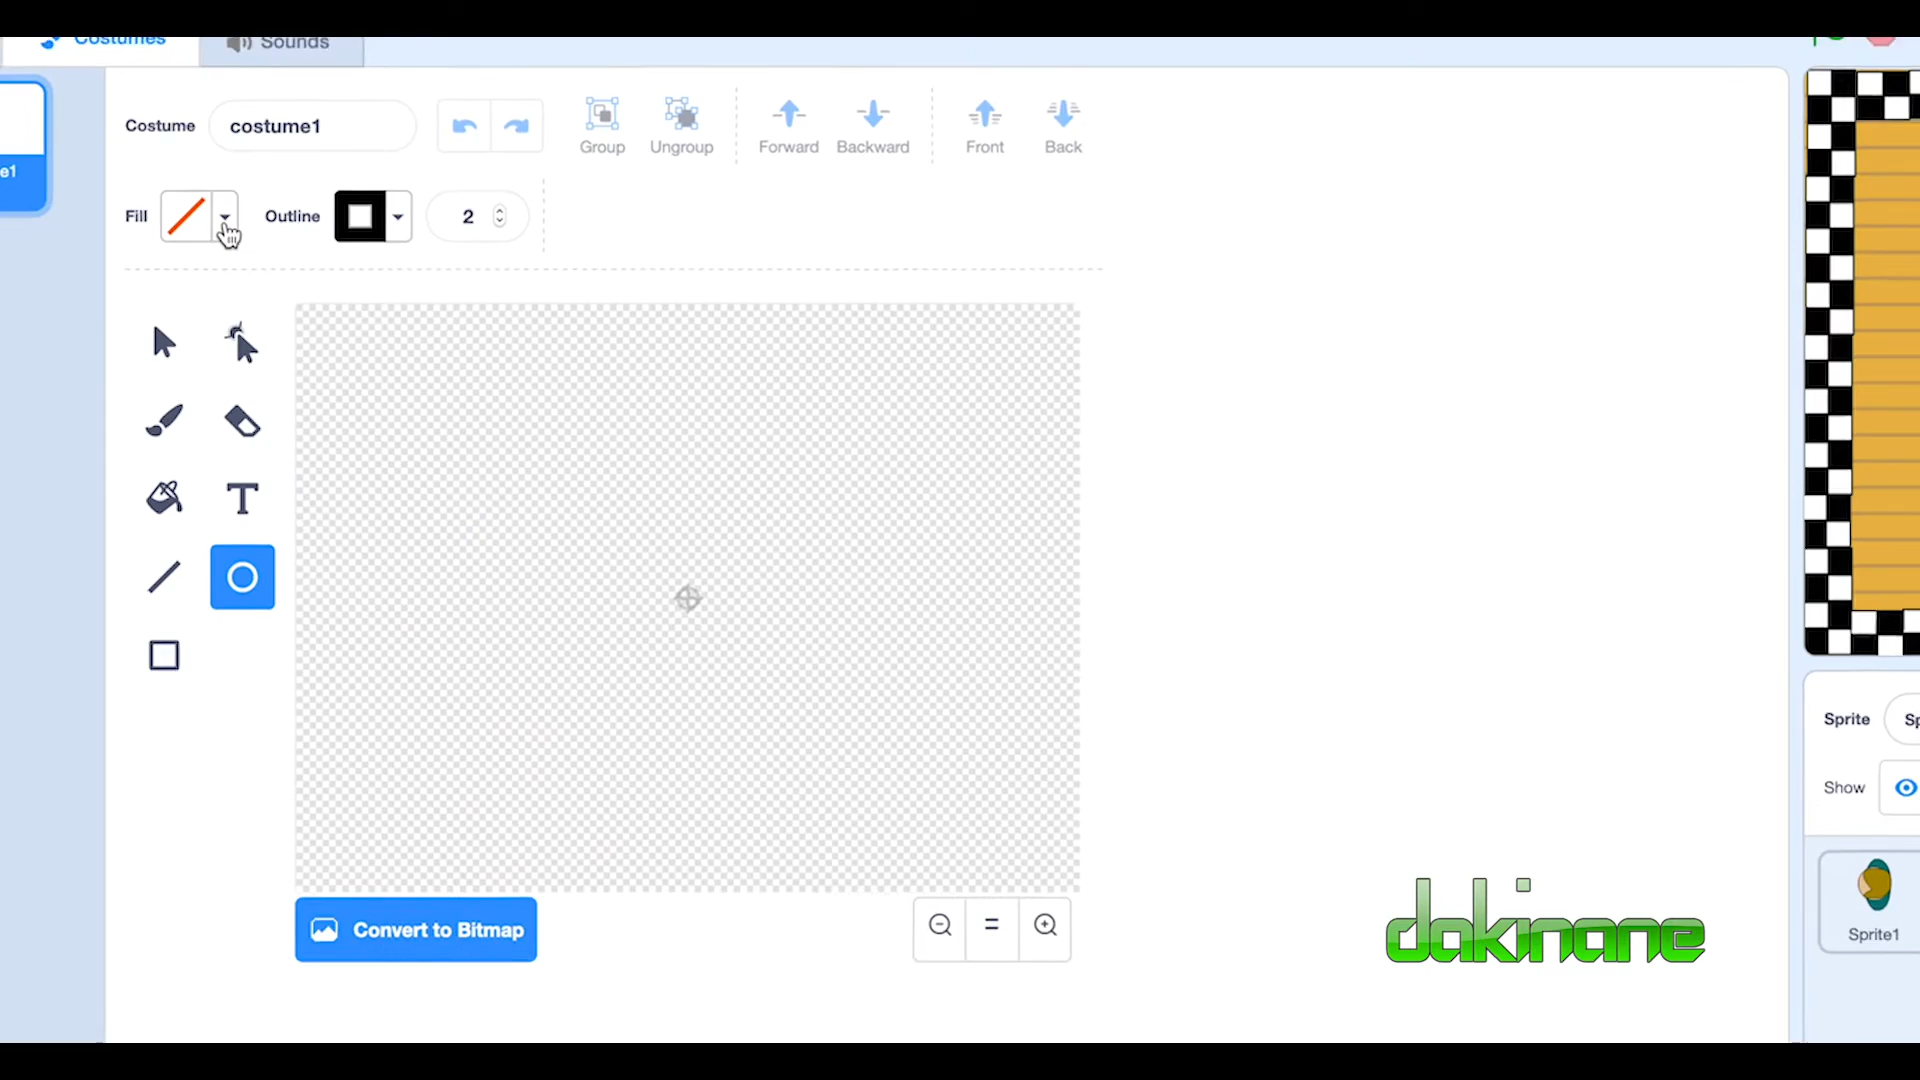 Costumes
Sounds
Costume
costume1
Group
Ungroup
Forward
Backward
Front
Back
e1
Fill
Outline
2
T
Sprite
Sp
Show
Convert to Bitmap
=
dakinane
Sprite1